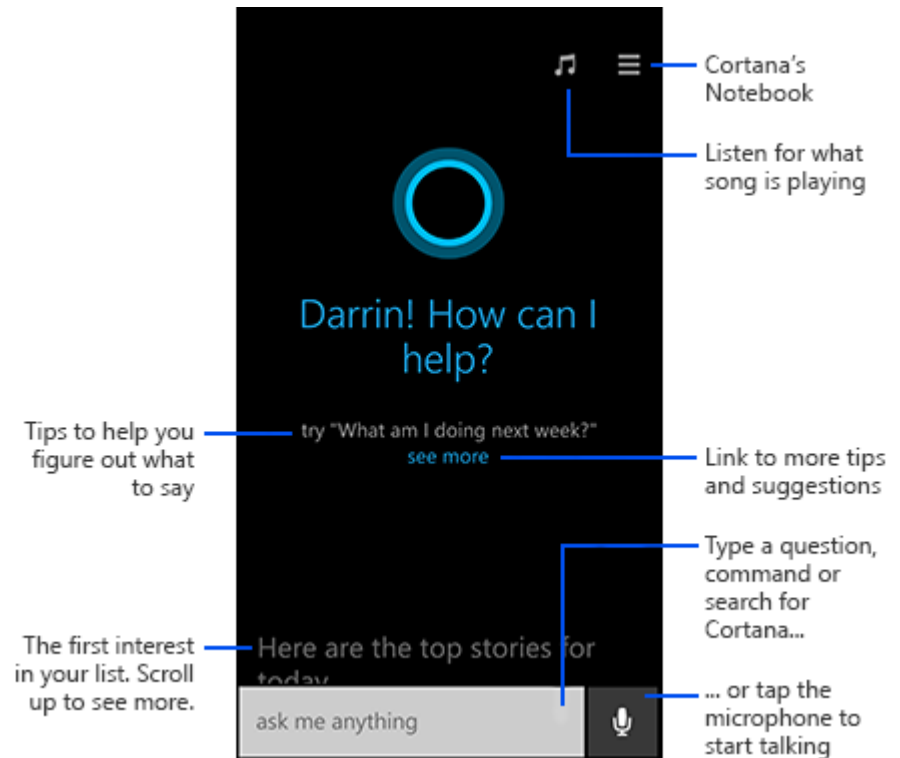 Cortana's
Notebook
Listen for what
song is playing
Darrin! How can I
help?
Tips to help you
figure out what
to say
try "What am I doing next week?"
see more
Link to more tips
and suggestions
Type a question,
command or
search for
Cortana...
The first interest
in your list. Scroll
up to see more.
Here are the top stories for
today
ask me anything
... or tap the
microphone to
start talking